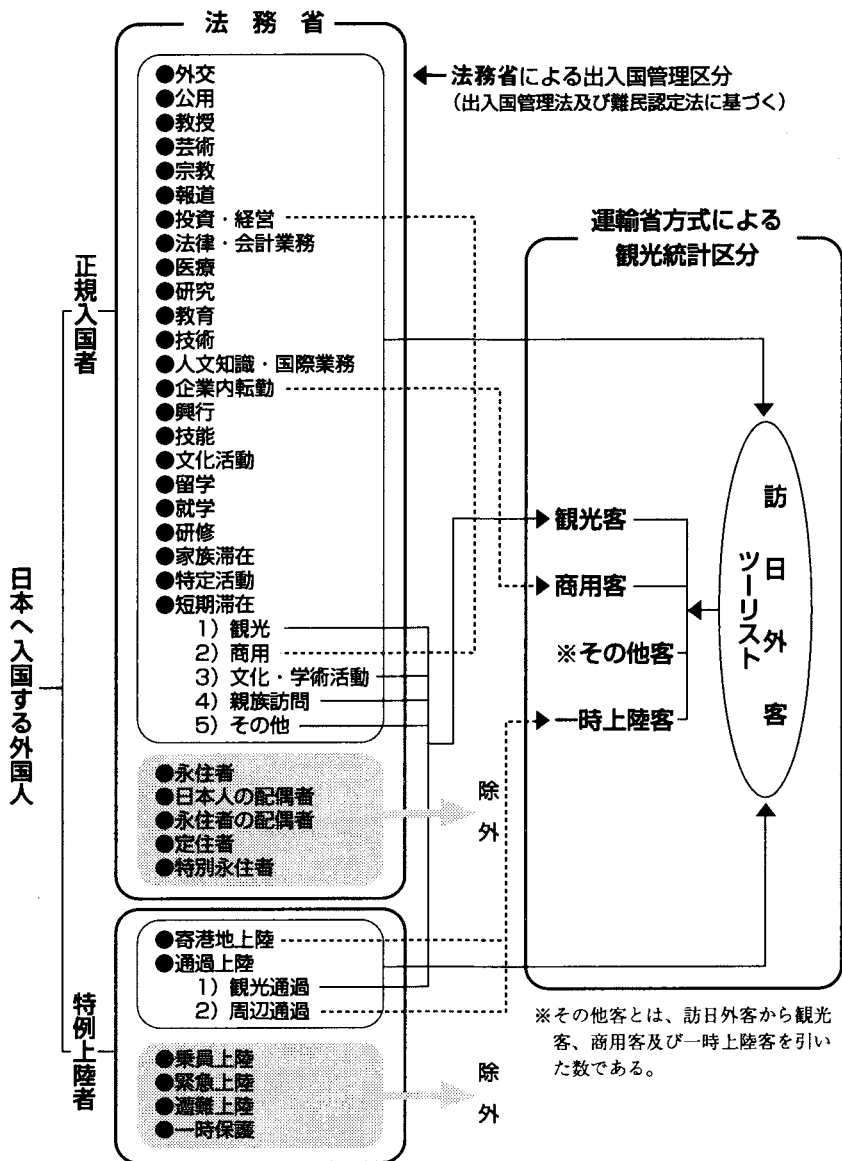 法務省
●外交
●公用
●教授
●芸術
●宗教
●報道
●投資・経営
●法律・会計業務
●医療
●研究
●教育
●技術
●人文知識・国際業務
●企業内転勤
●興行
●技能
●文化活動
●留学
●就学
●研修
●家族滞在
●特定活動
●短期滞在
1)観光
2)商用
3)文化・学術活動
4)親族訪問
5)その他
●永住者
●日本人の配偶者
●永住者の配偶者
●定住者
●特別永住者
除外
●寄港地上陸
●通過上陸
1)観光通過
2)周辺通過
●乗員上陸
●緊急上陸
●遭難上陸
●一時保護
除外
日本へ入国する外国人
正規入国者
特例上陸者
法務省による出入国管理区分
(出入国管理法及び難民認定法に基づく)
運輸省方式による
観光統計区分
観光客
商用客
※その他客
一時上陸客
訪日外客
ツーリスト
※その他客とは、訪日外客から観光
客、商用客及び一時上陸客を引い
た数である。